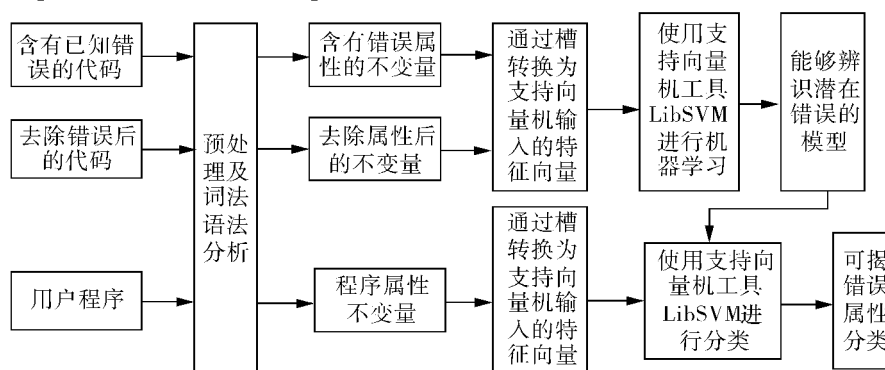 含有已知错
误的代码
去除错误后
的代码
用户程序
预处
理及
词法
语法
分析
含有错误属
性的不变量
去除属性后
的不变量
程序属性
不变量
通过槽
转换为
支持向
量机输
入的特
征向量
通过槽
转换为
支持向
量机输
入的特
征向量
使用支
持向量
机工具
LibSVM
进行机
器学习
能够辨
识潜在
错误的
模型
使用支持向
量机工具
LibSVM进
行分类
可揭
错误
属性
分类